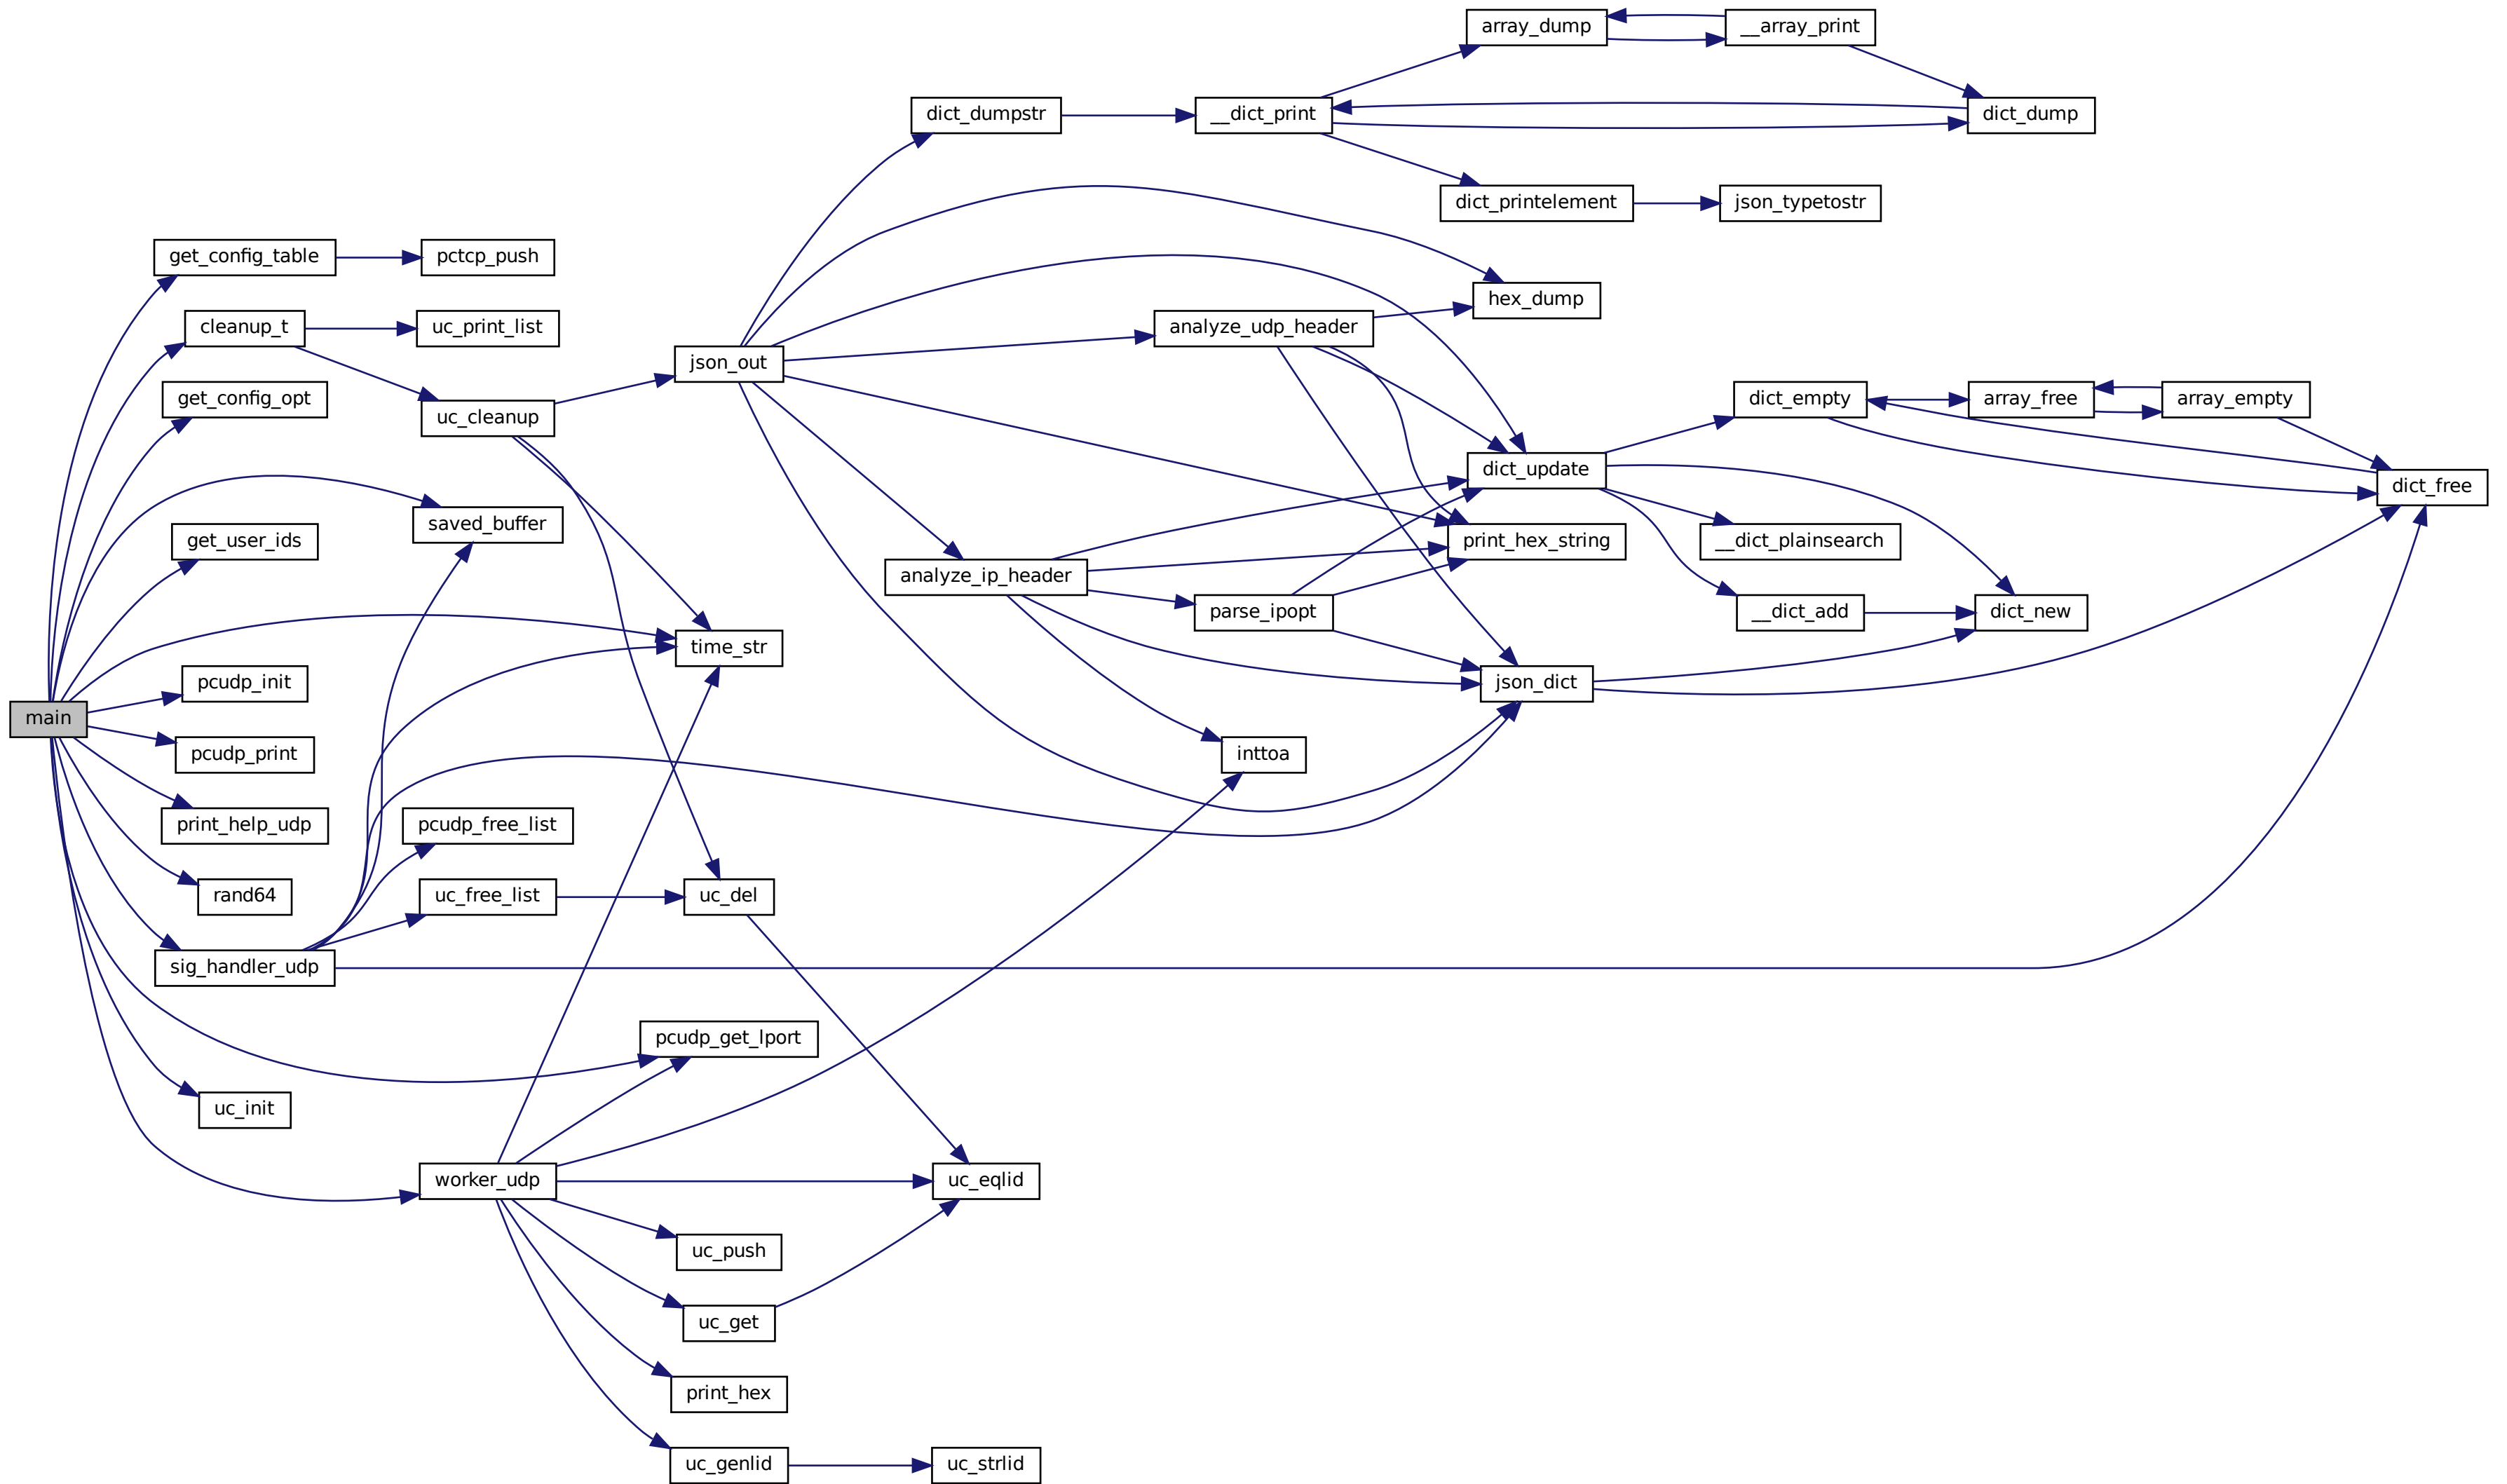 array_dump
__array_print
dict_dumpstr
__dict_print
dict_dump
dict_printelement
json_typetostr
get_config_table
pctcp_push
hex_dump
cleanup_t
uc_print_list
analyze_udp_header
json_out
get_config_opt
uc_cleanup
dict_empty
array_free
array_empty
dict_update
dict_free
saved_buffer
get_user_ids
print_hex_string
__dict_plainsearch
analyze_ip_header
parse_ipopt
__dict_add
dict_new
time_str
pcudp_init
json_dict
main
pcudp_print
inttoa
print_help_udp
pcudp_free_list
rand64
uc_free_list
uc_del
sig_handler_udp
pcudp_get_lport
uc_init
worker_udp
uc_eqlid
uc_push
uc_get
print_hex
uc_genlid
uc_strlid